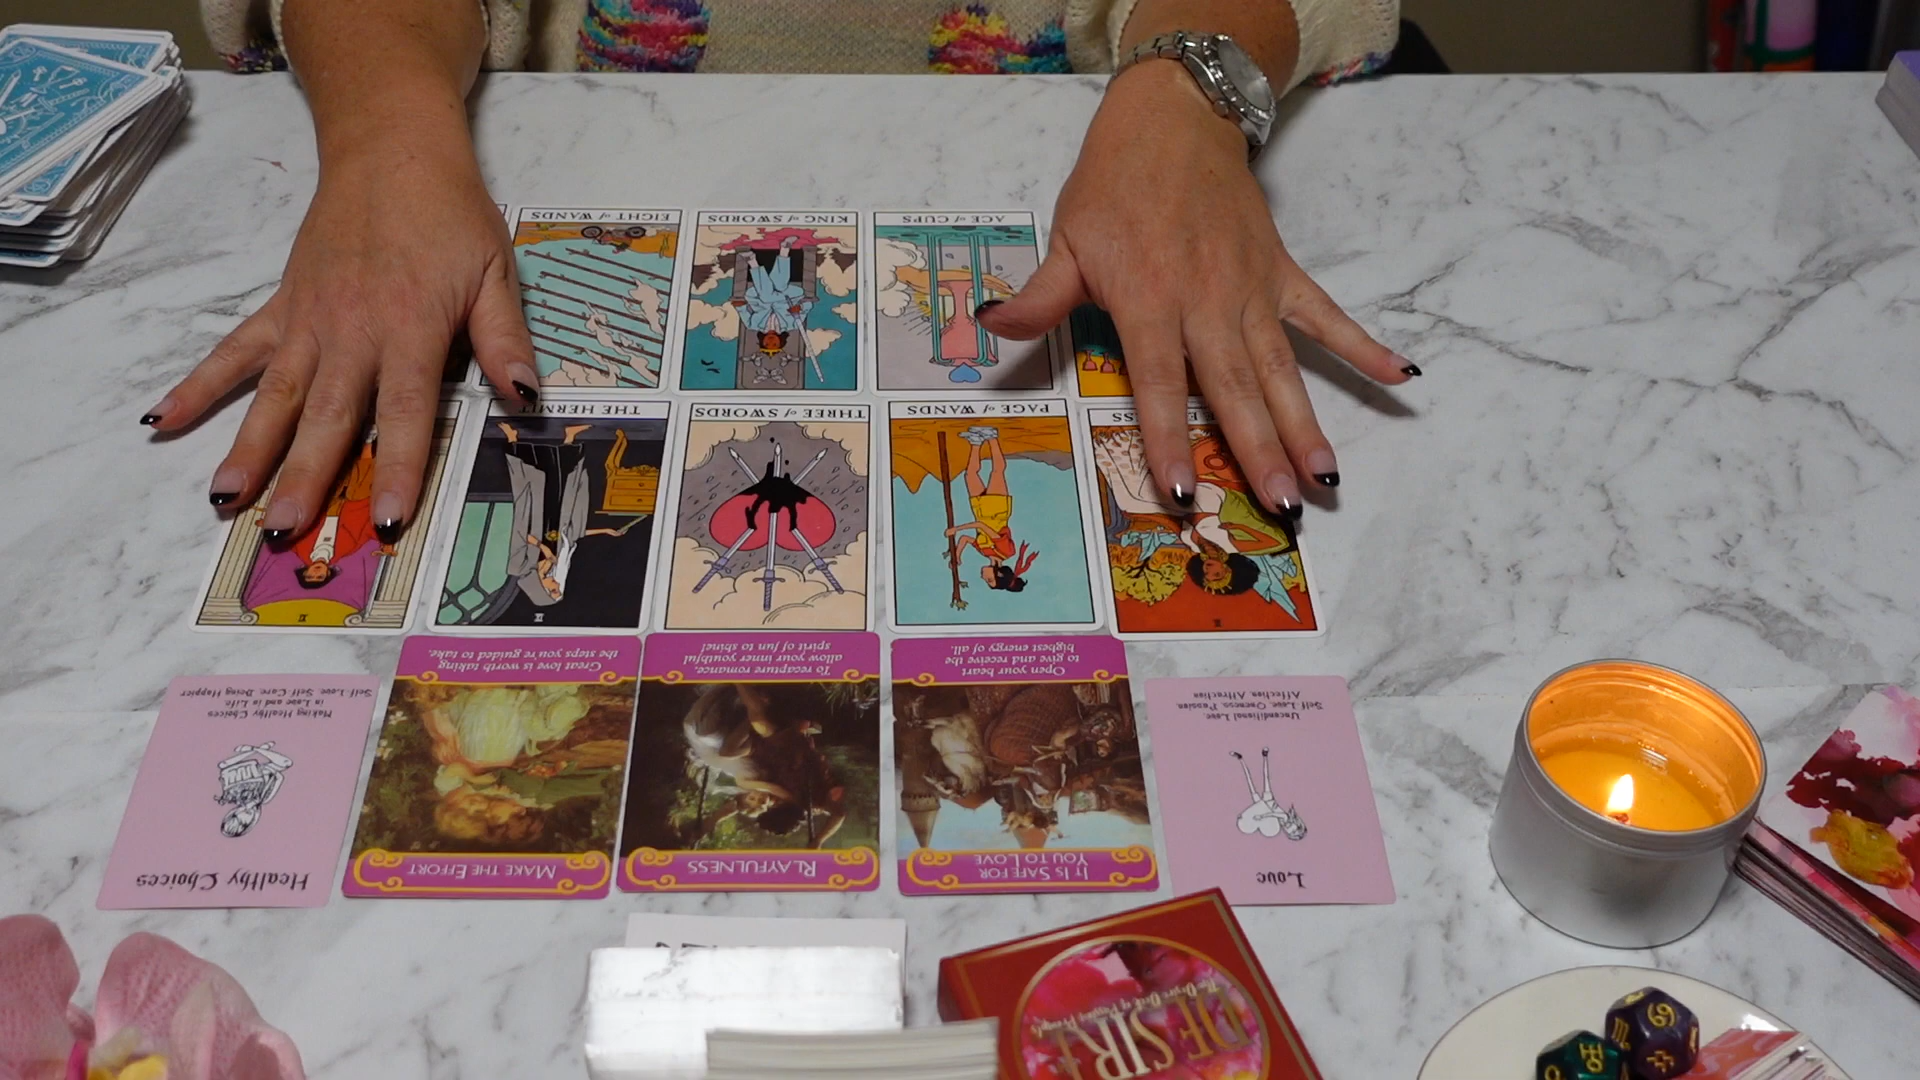 EIGHT of WANDS
KING of SWORDS
ACE of CUPS
THE HERMIT
THREE of SWORDS
PAGE of WANDS
ESS
II
IX
Great love is worth taking
the steps you're guided to take.
To recapture romance,
allow your inner youthful
spirit of fun to shine!
Open your heart
to give and receive the
highest energy of all.
MAKE THE EFFORT
PLAYFULNESS
IT IS SAFE FOR
YOU TO LOVE
Making Healthy Choices
in Love and in Life.
Self Love. Self Care. Being Happier
Healthy Choices
Unconditional Love.
Self Love. Oneness. Passion.
Affection. Attraction
Love
DESIRE